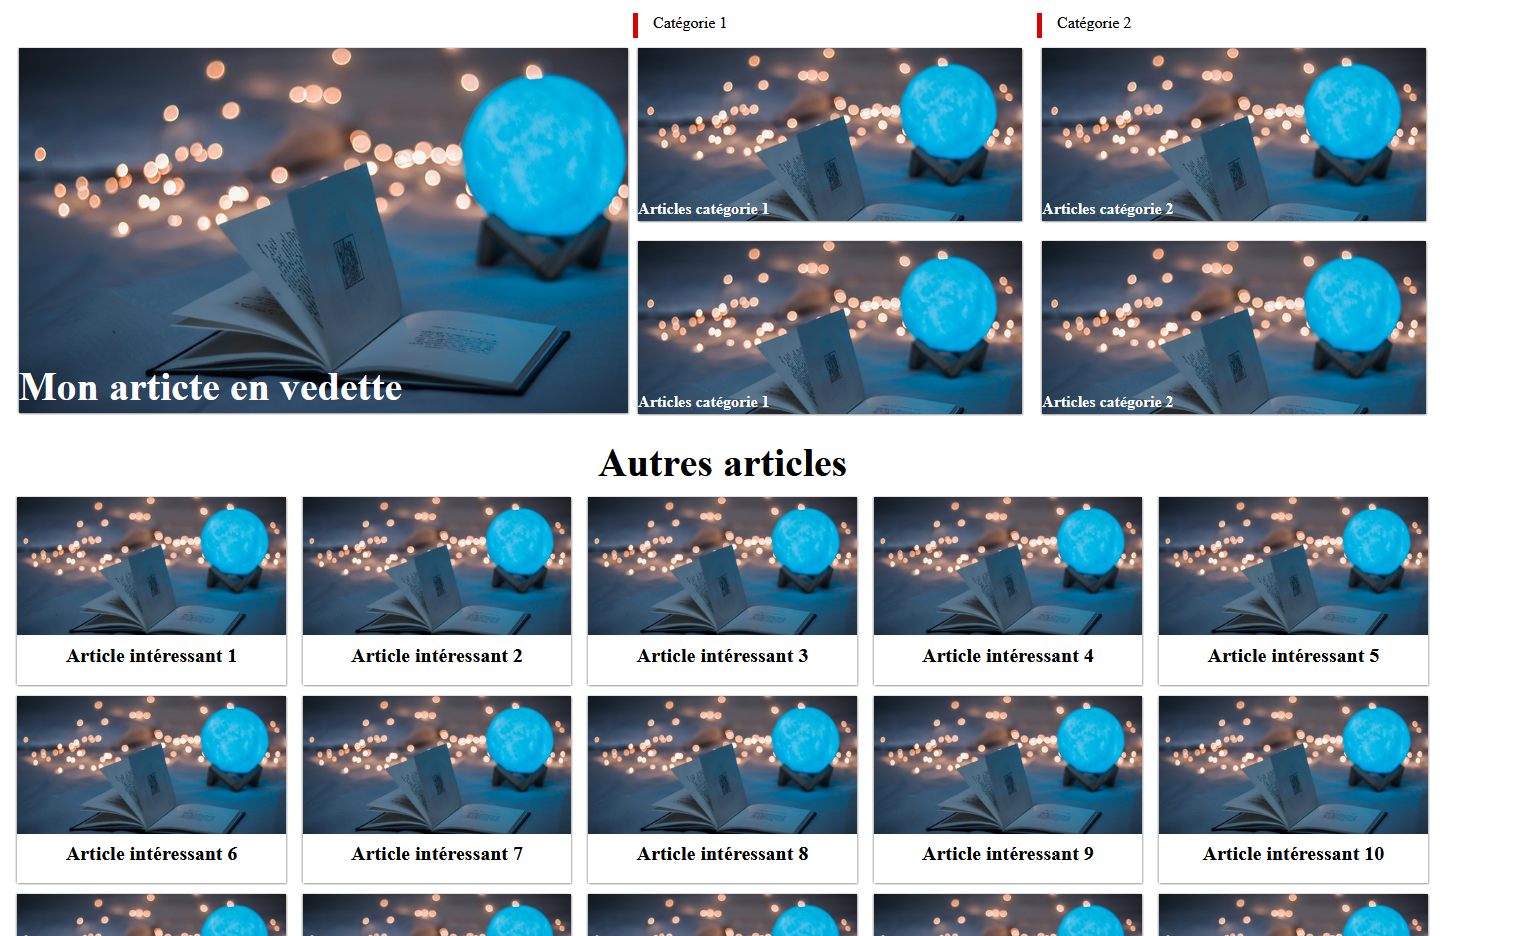 Catégorie 1
Catégorie 2
Mon articte en vedette
Articles catégorie 1
Articles catégorie 2
Articles catégorie 1
Articles catégorie 2
Autres articles
Article intéressant 1
Article intéressant 2
Article intéressant 3
Article intéressant 4
Article intéressant 5
Article intéressant 6
Article intéressant 7
Article intéressant 8
Article intéressant 9
Article intéressant 10